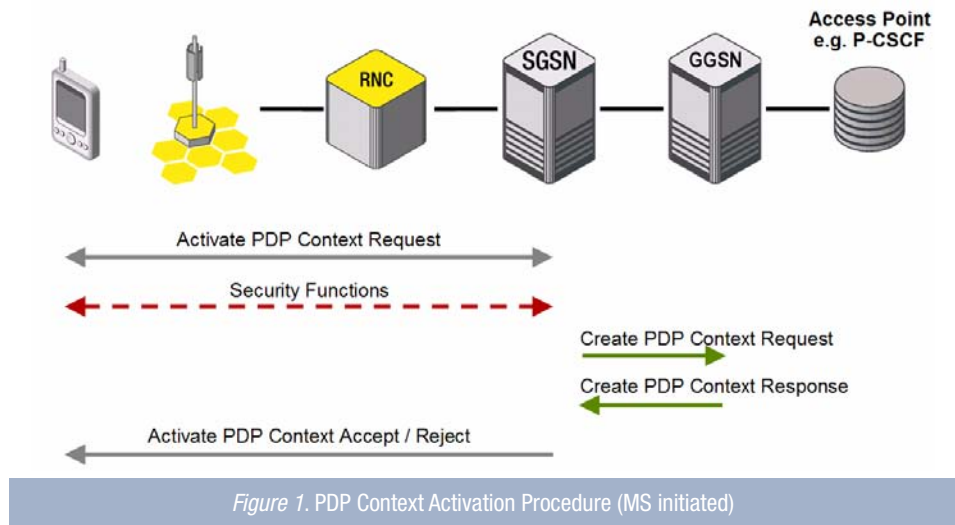 Access Point
e.g. P-CSCF
RNC
SGSN
GGSN
Activate PDP Context Request
Security Functions
Create PDP Context Request
Create PDP Context Response
Activate PDP Context Accept / Reject
Figure 1. PDP Context Activation Procedure (MS initiated)